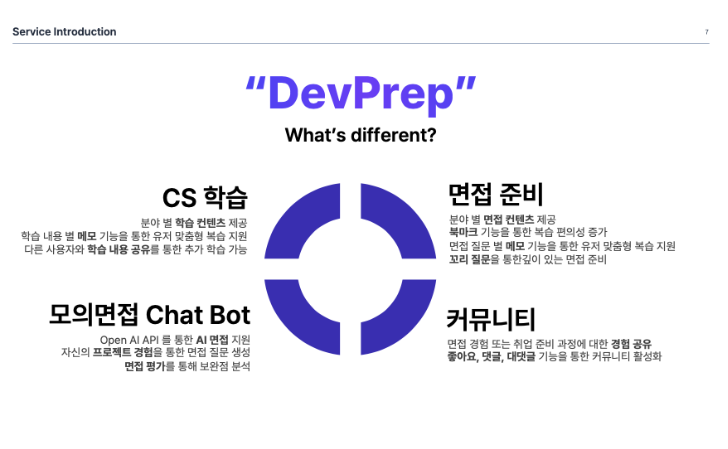 Service Introduction
7
“DevPrep”
What’s different?
CS 학습
분야 별 학습 컨텐츠 제공
학습 내용 별 메모 기능을 통한 유저 맞춤형 복습 지원
다른 사용자와 학습 내용 공유를 통한 추가 학습 가능
면접 준비
분야 별 면접 컨텐츠 제공
북마크 기능을 통한 복습 편의성 증가
면접 질문 별 메모 기능을 통한 유저 맞춤형 복습 지원
꼬리 질문을 통한깊이 있는 면접 준비
모의면접 Chat Bot
Open AI API 를 통한 AI 면접 지원
자신의 프로젝트 경험을 통한 면접 질문 생성
면접 평가를 통해 보완점 분석
커뮤니티
면접 경험 또는 취업 준비 과정에 대한 경험 공유
좋아요, 댓글, 대댓글 기능을 통한 커뮤니티 활성화